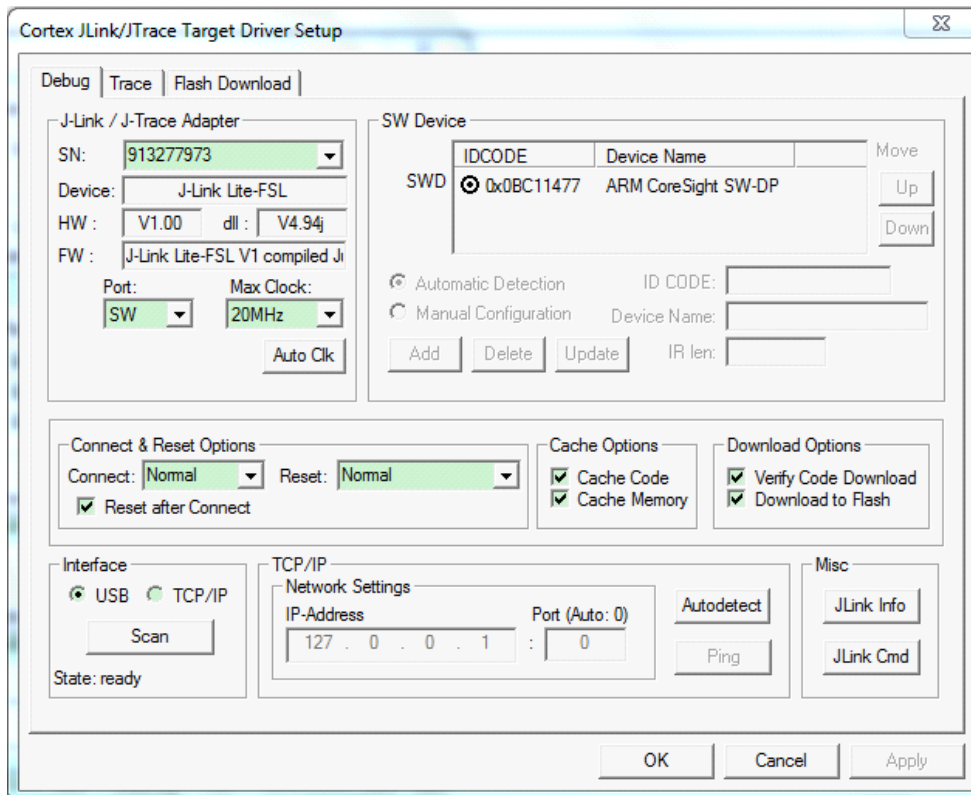 Cortex JLink/JTrace Target Driver Setup
Debug Trace Flash Download
J-Link / J-Trace Adapter
SN: 913277973
Device: J-Link Lite-FSL
HW : V1.00 dll : V4.94j
FW : J-Link Lite-FSL V1 compiled Ju
Port: Max Clock:
SW 20MHz
Auto Clk
SW Device
IDCODE Device Name
SWD 0x0BC11477 ARM CoreSight SW-DP
Move
Up
Down
Automatic Detection ID CODE:
Manual Configuration Device Name:
Add Delete Update IR len:
Connect & Reset Options
Connect: Normal Reset: Normal
Reset after Connect
Cache Options
Cache Code
Cache Memory
Download Options
Verify Code Download
Download to Flash
Interface
USB TCP/IP
Scan
State: ready
TCP/IP
Network Settings
IP-Address Port (Auto: 0)
127 . 0 . 0 . 1 : 0
Autodetect
Ping
Misc
JLink Info
JLink Cmd
OK Cancel Apply